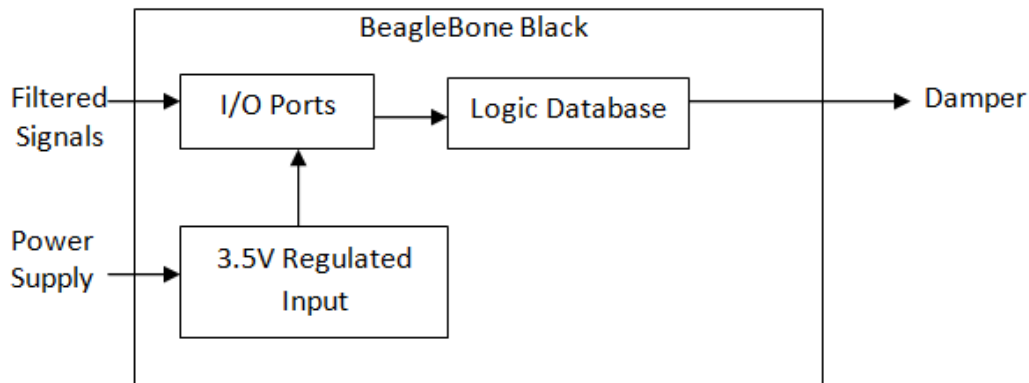 BeagleBone Black
Filtered
Signals
I/O Ports
Logic Database
Damper
Power
Supply
3.5V Regulated
Input